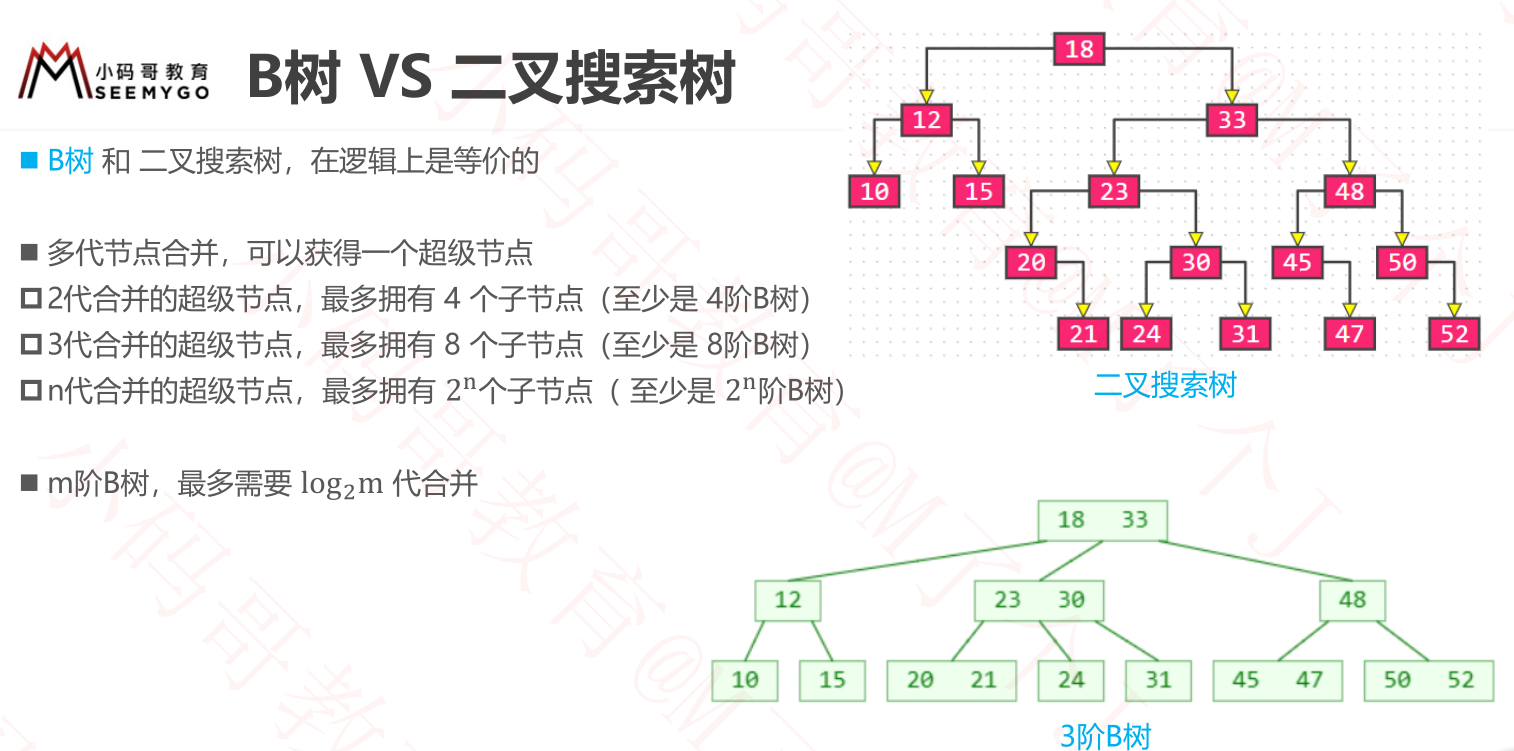 小码哥教育
SEEMYGO
B树 VS 二叉搜索树
■ B树 和 二叉搜索树，在逻辑上是等价的
■ 多代节点合并，可以获得一个超级节点
□ 2代合并的超级节点，最多拥有 4 个子节点（至少是 4阶B树）
□ 3代合并的超级节点，最多拥有 8 个子节点（至少是 8阶B树）
□ n代合并的超级节点，最多拥有 2ⁿ个子节点（ 至少是 2ⁿ阶B树）
■ m阶B树，最多需要 log₂m 代合并
18
12 33
10 15 23 48
20 30 45 50
21 24 31 47 52
二叉搜索树
18 33
12 23 30 48
10 15 20 21 24 31 45 47 50 52
3阶B树
小码哥教育@M了个J